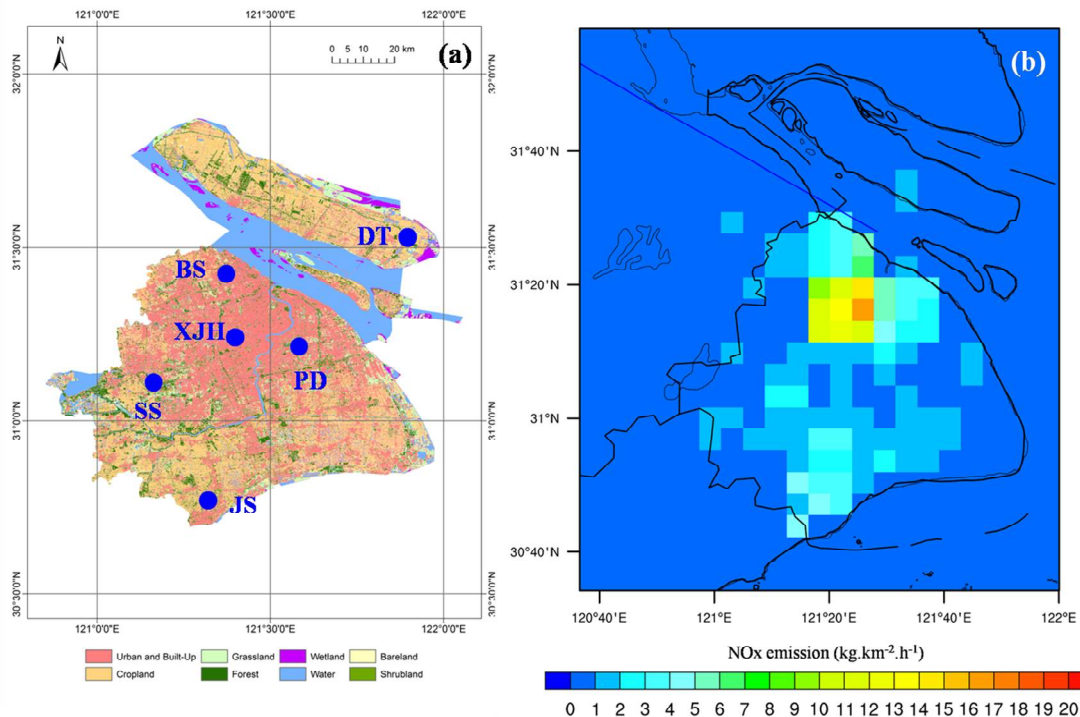 121°0'0"E 121°3'0"E 122°0'0"E
N
0 5 10 20 km
(a)
32°0'0"N 32°0'0"N
31°30'0"N 31°30'0"N
31°0'0"N 31°0'0"N
30°30'0"N 30°30'0"N
DT
BS
XJH
PD
SS
JS
121°0'0"E 121°3'0"E 122°0'0"E
Urban and Built-Up Grassland Wetland Bareland
Cropland Forest Water Shrubland
(b)
31°40'N
31°20'N
31°N
30°40'N
120°40'E 121°E 121°20'E 121°40'E 122°E
NOx emission (kg.km-2.h-1)
0 1 2 3 4 5 6 7 8 9 10 11 12 13 14 15 16 17 18 19 20